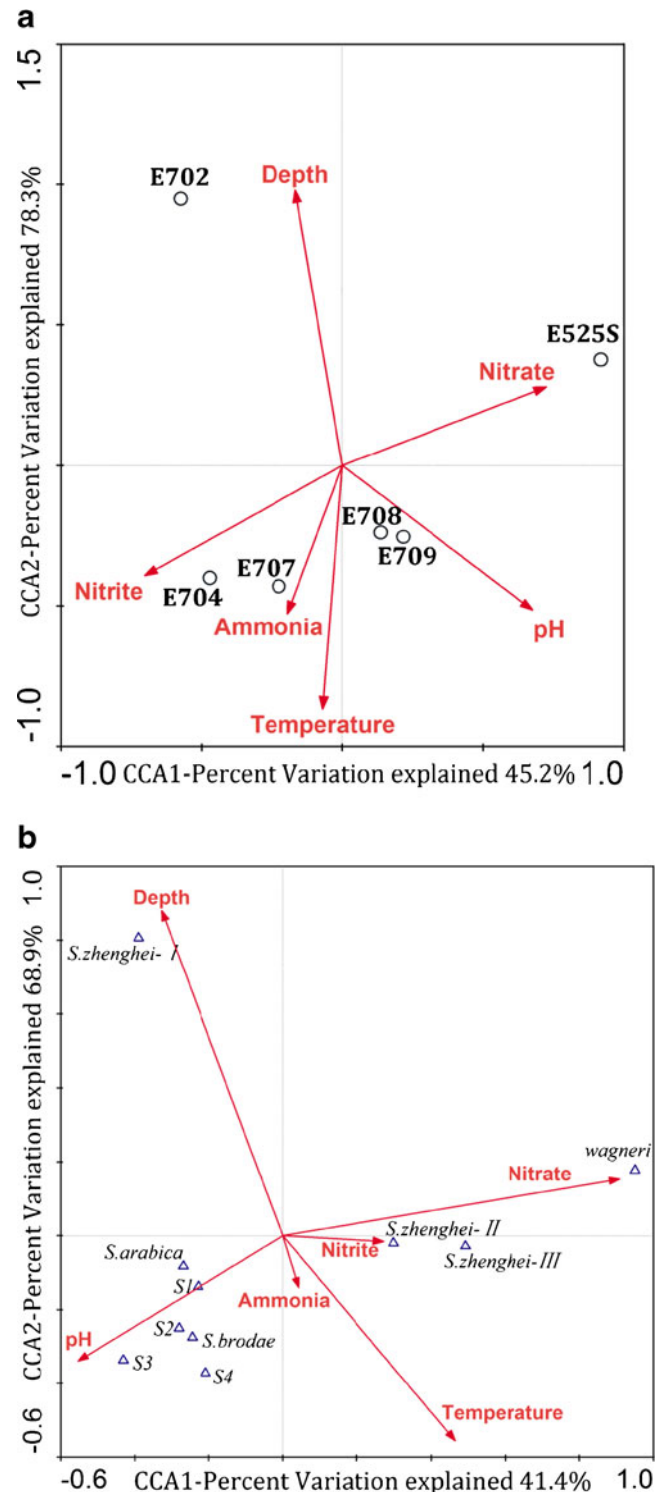 a
1.5
CCA2-Percent Variation explained 78.3%
-1.0
E702
Depth
E525S
Nitrate
E708
E709
Nitrite
E704
E707
Ammonia
pH
Temperature
-1.0 CCA1-Percent Variation explained 45.2% 1.0
b
1.0
CCA2-Percent Variation explained 68.9%
-0.6
Depth
S.zhenghei- I
wagneri
Nitrate
S.zhenghei- II
Nitrite
S.zhenghei-III
S.arabica
S1
Ammonia
S2
S.brodae
pH
S3
S4
Temperature
-0.6 CCA1-Percent Variation explained 41.4% 1.0